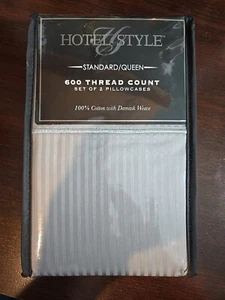 HOTEL STYLE
STANDARD/QUEEN
600 THREAD COUNT
SET OF 2 PILLOWCASES
100% Cotton with Damask Weave